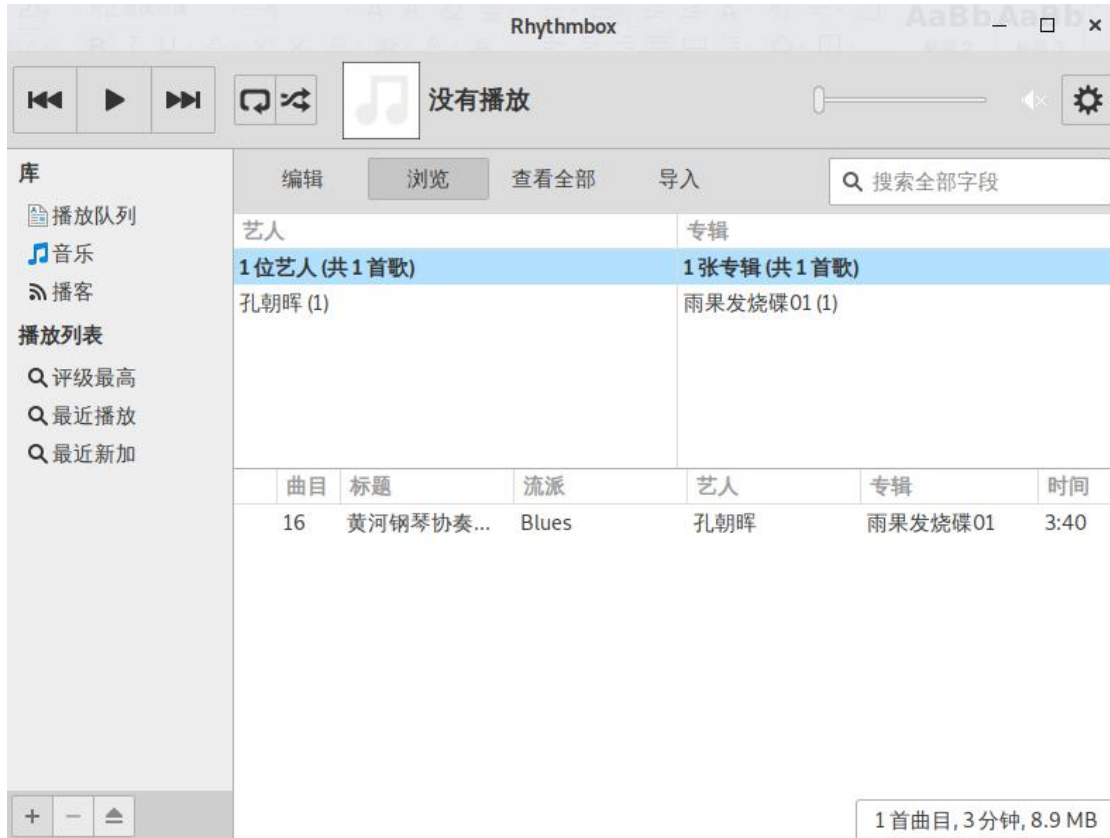 Rhythmbox
没有播放
库
播放队列
音乐
播客
播放列表
评级最高
最近播放
最近新加
编辑 浏览 查看全部 导入 搜索全部字段
艺人 专辑
1位艺人 (共1首歌) 1张专辑 (共1首歌)
孔朝晖 (1) 雨果发烧碟01 (1)
曲目 标题 流派 艺人 专辑 时间
16 黄河钢琴协奏... Blues 孔朝晖 雨果发烧碟01 3:40
1首曲目, 3分钟, 8.9 MB